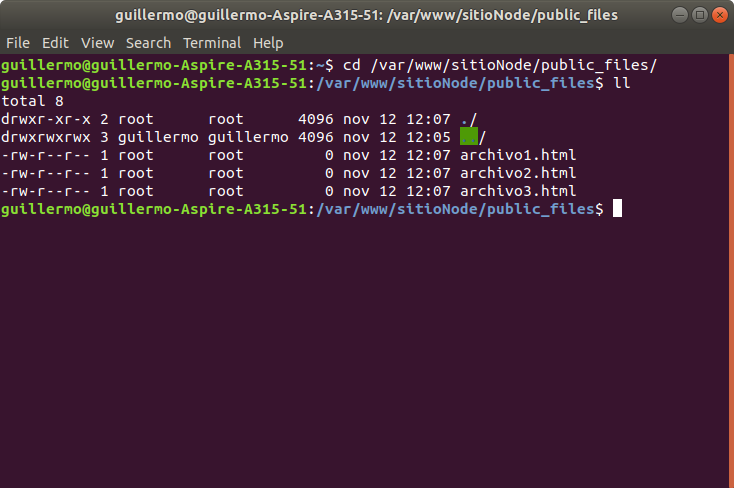 guillermo@guillermo-Aspire-A315-51: /var/www/sitioNode/public_files
File Edit View Search Terminal Help
guillermo@guillermo-Aspire-A315-51:~$ cd /var/www/sitioNode/public_files/
guillermo@guillermo-Aspire-A315-51:/var/www/sitioNode/public_files$ ll
total 8
drwxr-xr-x 2 root      root      4096 nov 12 12:07 ./
drwxrwxrwx 3 guillermo guillermo 4096 nov 12 12:05 ../
-rw-r--r-- 1 root      root         0 nov 12 12:07 archivo1.html
-rw-r--r-- 1 root      root         0 nov 12 12:07 archivo2.html
-rw-r--r-- 1 root      root         0 nov 12 12:07 archivo3.html
guillermo@guillermo-Aspire-A315-51:/var/www/sitioNode/public_files$